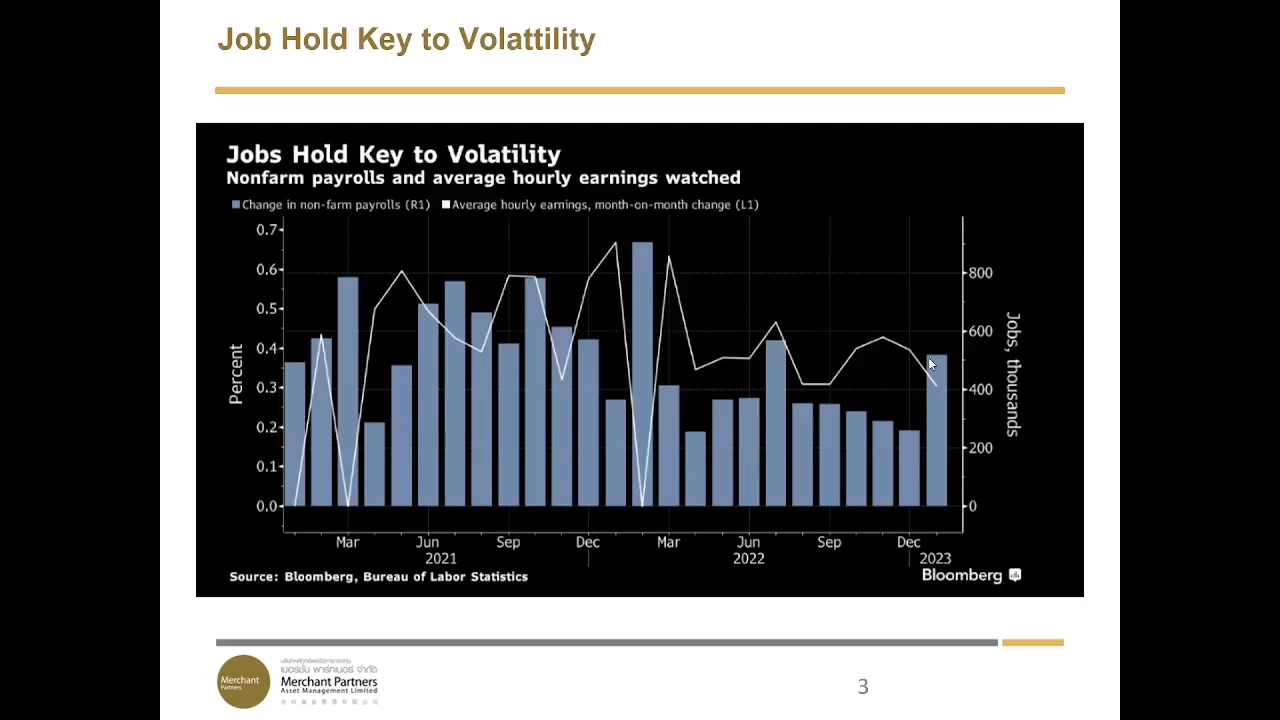 Job Hold Key to Volattility
Jobs Hold Key to Volatility
Nonfarm payrolls and average hourly earnings watched
Change in non-farm payrolls (R1) Average hourly earnings, month-on-month change (L1)
0.7
0.6
0.5
0.4
0.3
0.2
0.1
0.0
Percent
800
600
400
200
0
Jobs, thousands
Mar Jun Sep Dec Mar Jun Sep Dec
2021 2022 2023
Source: Bloomberg, Bureau of Labor Statistics
Bloomberg
Merchant
Partners
เมอร์ชั่น พาร์ทเนอร์ จำกัด
Merchant Partners
Asset Management Limited
3